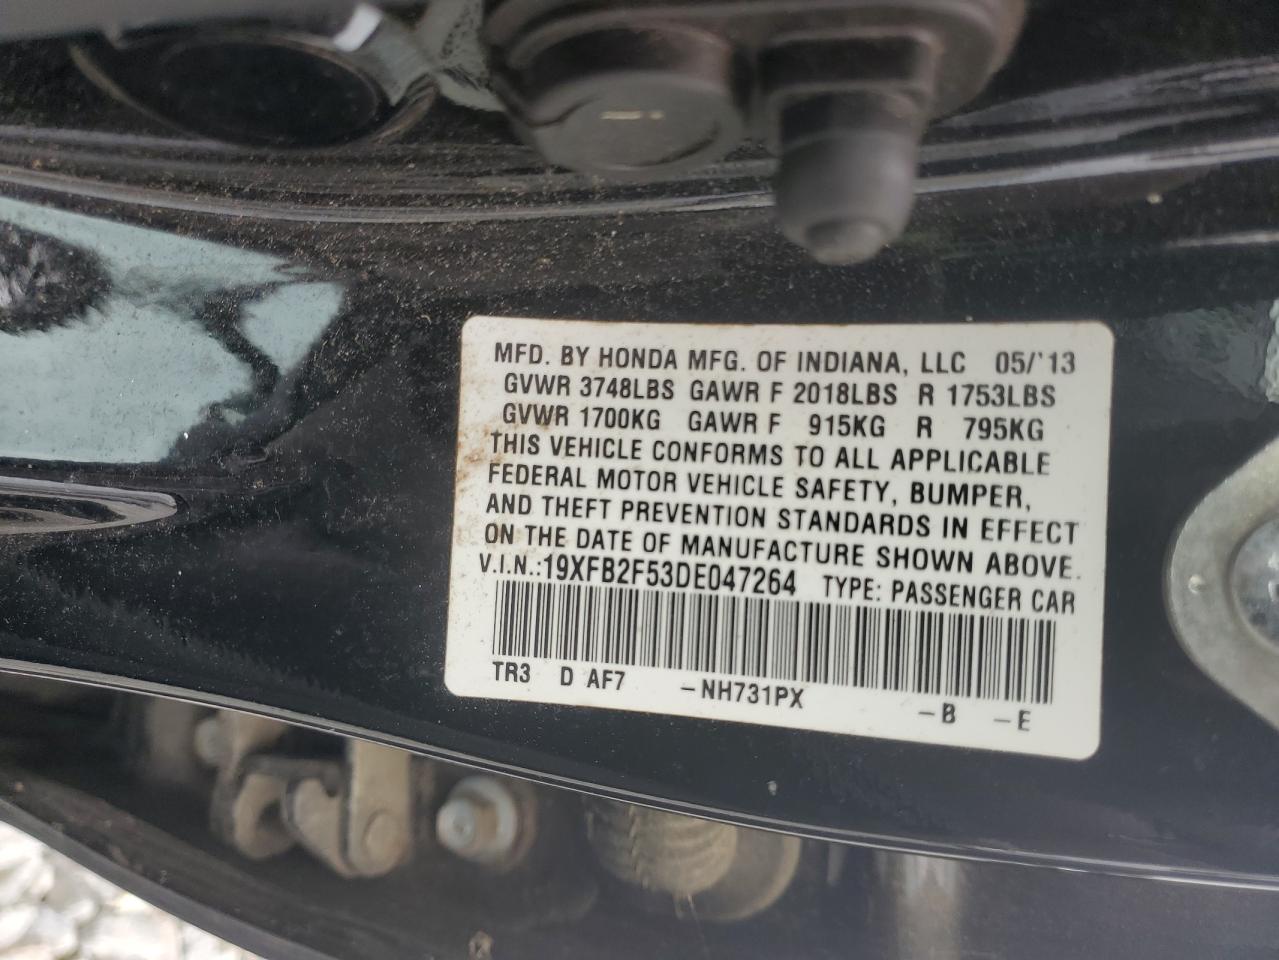 MFD. BY HONDA MFG. OF INDIANA, LLC 05/'13
GVWR 3748LBS GAWR F 2018LBS R 1753LBS
GVWR 1700KG GAWR F 915KG R 795KG
THIS VEHICLE CONFORMS TO ALL APPLICABLE
FEDERAL MOTOR VEHICLE SAFETY, BUMPER,
AND THEFT PREVENTION STANDARDS IN EFFECT
ON THE DATE OF MANUFACTURE SHOWN ABOVE.
V.I.N.:19XFB2F53DE047264 TYPE: PASSENGER CAR
TR3 D AF7 -NH731PX -B -E